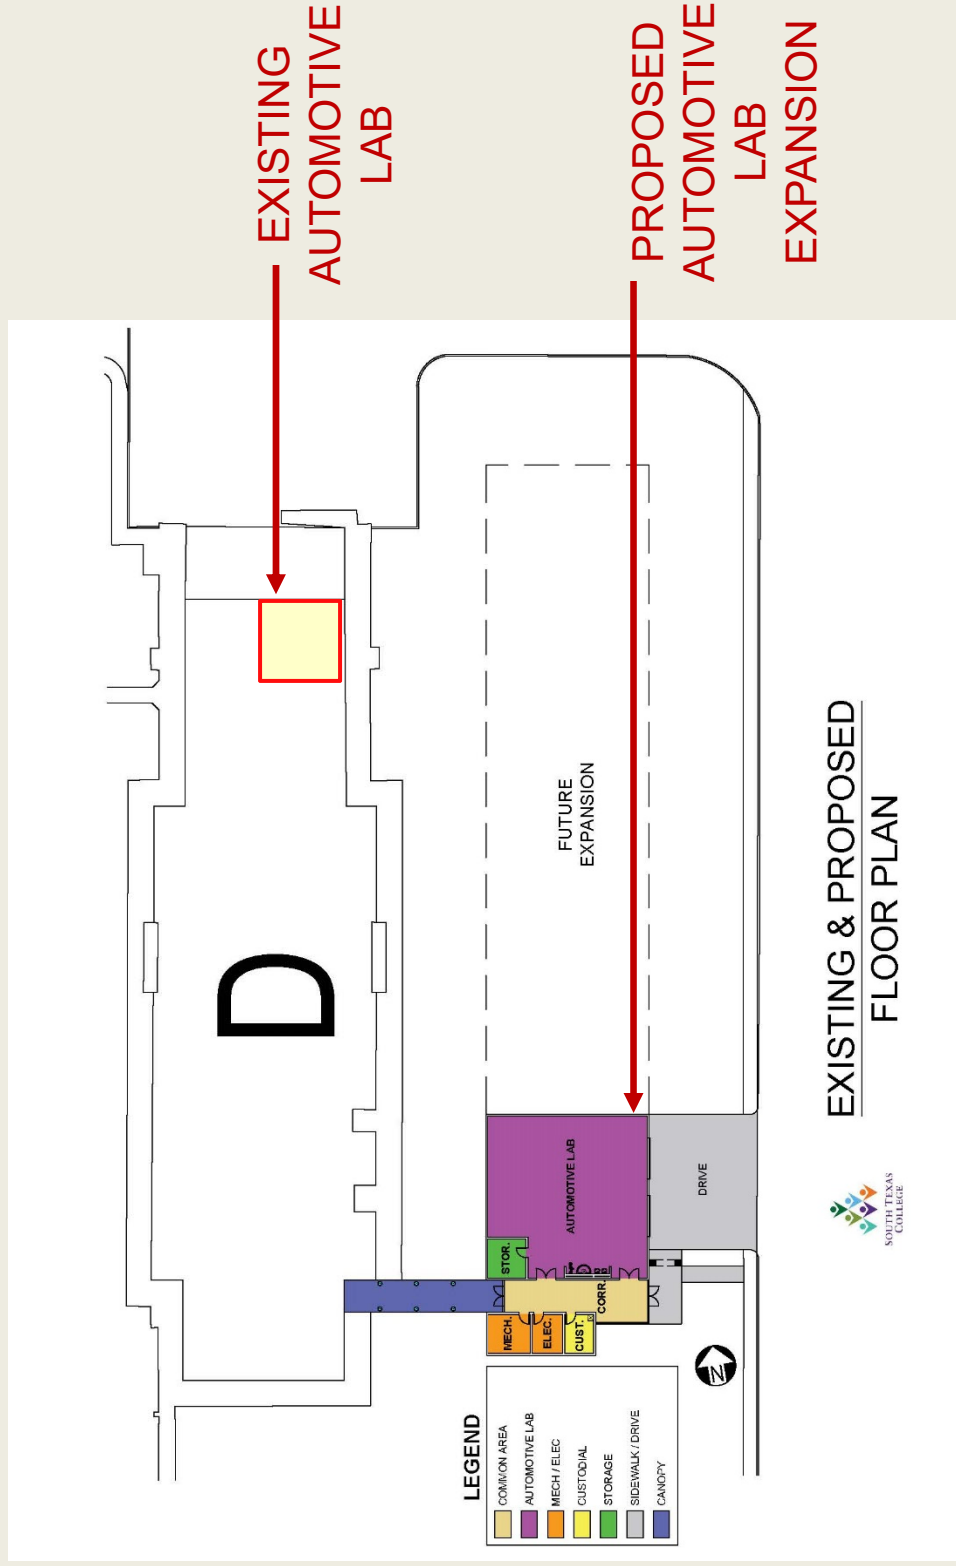 EXISTING
AUTOMOTIVE
LAB
PROPOSED
AUTOMOTIVE
LAB
EXPANSION
D
FUTURE
EXPANSION
AUTOMOTIVE LAB
STOR.
DRIVE
CORR.
MECH.
ELEC.
CUST.
N
LEGEND
COMMON AREA
AUTOMOTIVE LAB
MECH / ELEC
CUSTODIAL
STORAGE
SIDEWALK / DRIVE
CANOPY
EXISTING & PROPOSED
FLOOR PLAN
SOUTH TEXAS
COLLEGE